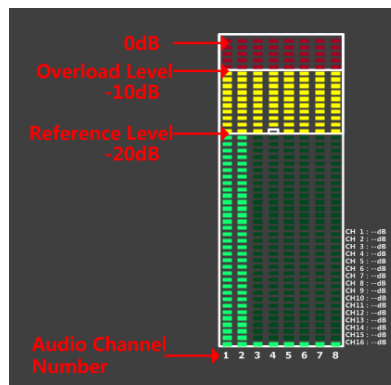 0dB
Overload Level
-10dB
Reference Level
-20dB
CH 1 : --dB
CH 2 : --dB
CH 3 : --dB
CH 4 : --dB
CH 5 : --dB
CH 6 : --dB
CH 7 : --dB
CH 8 : --dB
CH 9 : --dB
CH10 : --dB
CH11 : --dB
CH12 : --dB
CH13 : --dB
CH14 : --dB
CH15 : --dB
CH16 : --dB
Audio Channel
Number
1 2 3 4 5 6 7 8